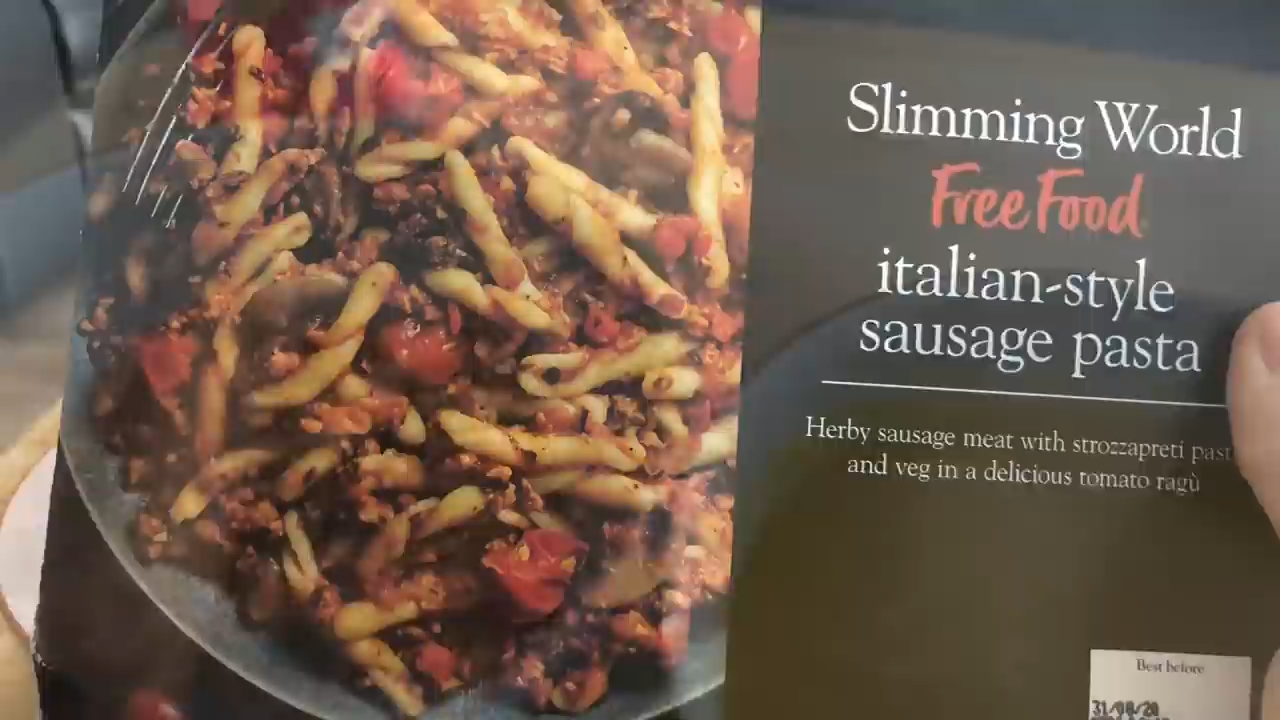 Slimming World
Free Food
italian-style
sausage pasta
Herby sausage meat with strozzapreti past
and veg in a delicious tomato ragù
Best before
31/08/20